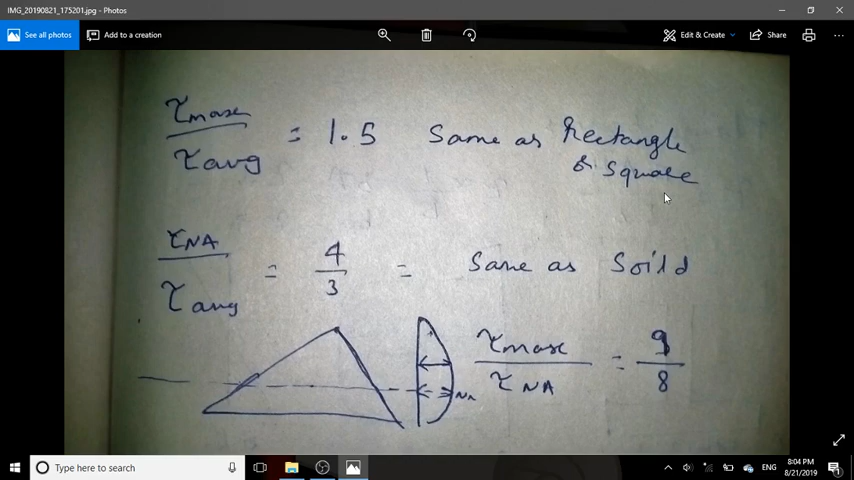 IMG_20190821_175201.jpg - Photos
See all photos
Add to a creation
Edit & Create
Share
τmax / τavg = 1.5 Same as Rectangle
& Square
τNA / τavg = 4/3 = Same as Soild
τmax / τNA = 9/8
NA
Type here to search
ENG
8:04 PM
8/21/2019
1